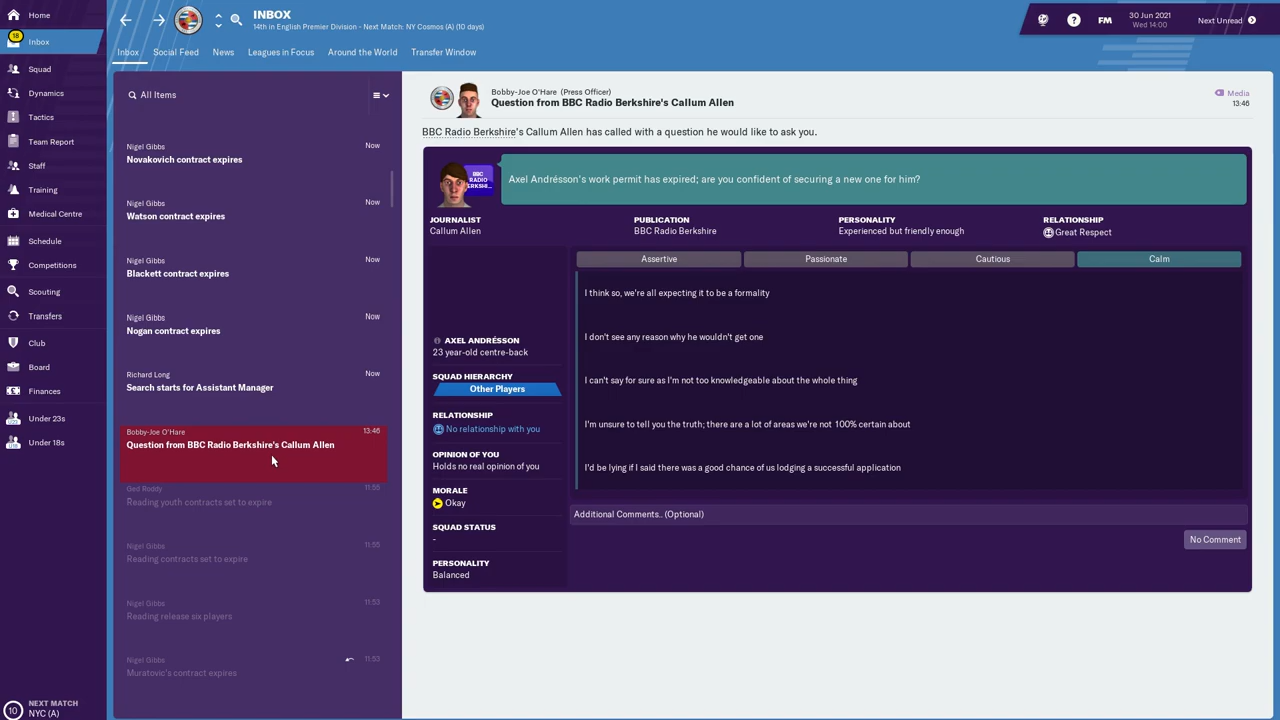 Home
18
Inbox
Squad
Dynamics
Tactics
Team Report
Staff
Training
Medical Centre
Schedule
Competitions
Scouting
Transfers
Club
Board
Finances
Under 23s
Under 18s
10
NEXT MATCH
NYC (A)
INBOX
14th in English Premier Division - Next Match: NY Cosmos (A) (10 days)
FM
30 Jun 2021
Wed 14:00
Next Unread
Inbox
Social Feed
News
Leagues in Focus
Around the World
Transfer Window
All Items
Nigel Gibbs
Now
Novakovich contract expires
Nigel Gibbs
Now
Watson contract expires
Nigel Gibbs
Now
Blackett contract expires
Nigel Gibbs
Now
Nogan contract expires
Richard Long
Now
Search starts for Assistant Manager
Bobby-Joe O'Hare
13:46
Question from BBC Radio Berkshire's Callum Allen
Ged Roddy
Reading youth contracts set to expire
Nigel Gibbs
11:55
Reading contracts set to expire
Nigel Gibbs
11:53
Reading release six players
Nigel Gibbs
11:53
Muratovic's contract expires
Bobby-Joe O'Hare (Press Officer)
Question from BBC Radio Berkshire's Callum Allen
Media
13:46
BBC Radio Berkshire's Callum Allen has called with a question he would like to ask you.
BBC
RADIO
BERKSHI...
Axel Andrésson's work permit has expired; are you confident of securing a new one for him?
JOURNALIST
Callum Allen
PUBLICATION
BBC Radio Berkshire
PERSONALITY
Experienced but friendly enough
RELATIONSHIP
Great Respect
AXEL ANDRÉSSON
23 year-old centre-back
SQUAD HIERARCHY
Other Players
RELATIONSHIP
No relationship with you
OPINION OF YOU
Holds no real opinion of you
MORALE
Okay
SQUAD STATUS
-
PERSONALITY
Balanced
Assertive
Passionate
Cautious
Calm
I think so, we're all expecting it to be a formality
I don't see any reason why he wouldn't get one
I can't say for sure as I'm not too knowledgeable about the whole thing
I'm unsure to tell you the truth; there are a lot of areas we're not 100% certain about
I'd be lying if I said there was a good chance of us lodging a successful application
Additional Comments.. (Optional)
No Comment